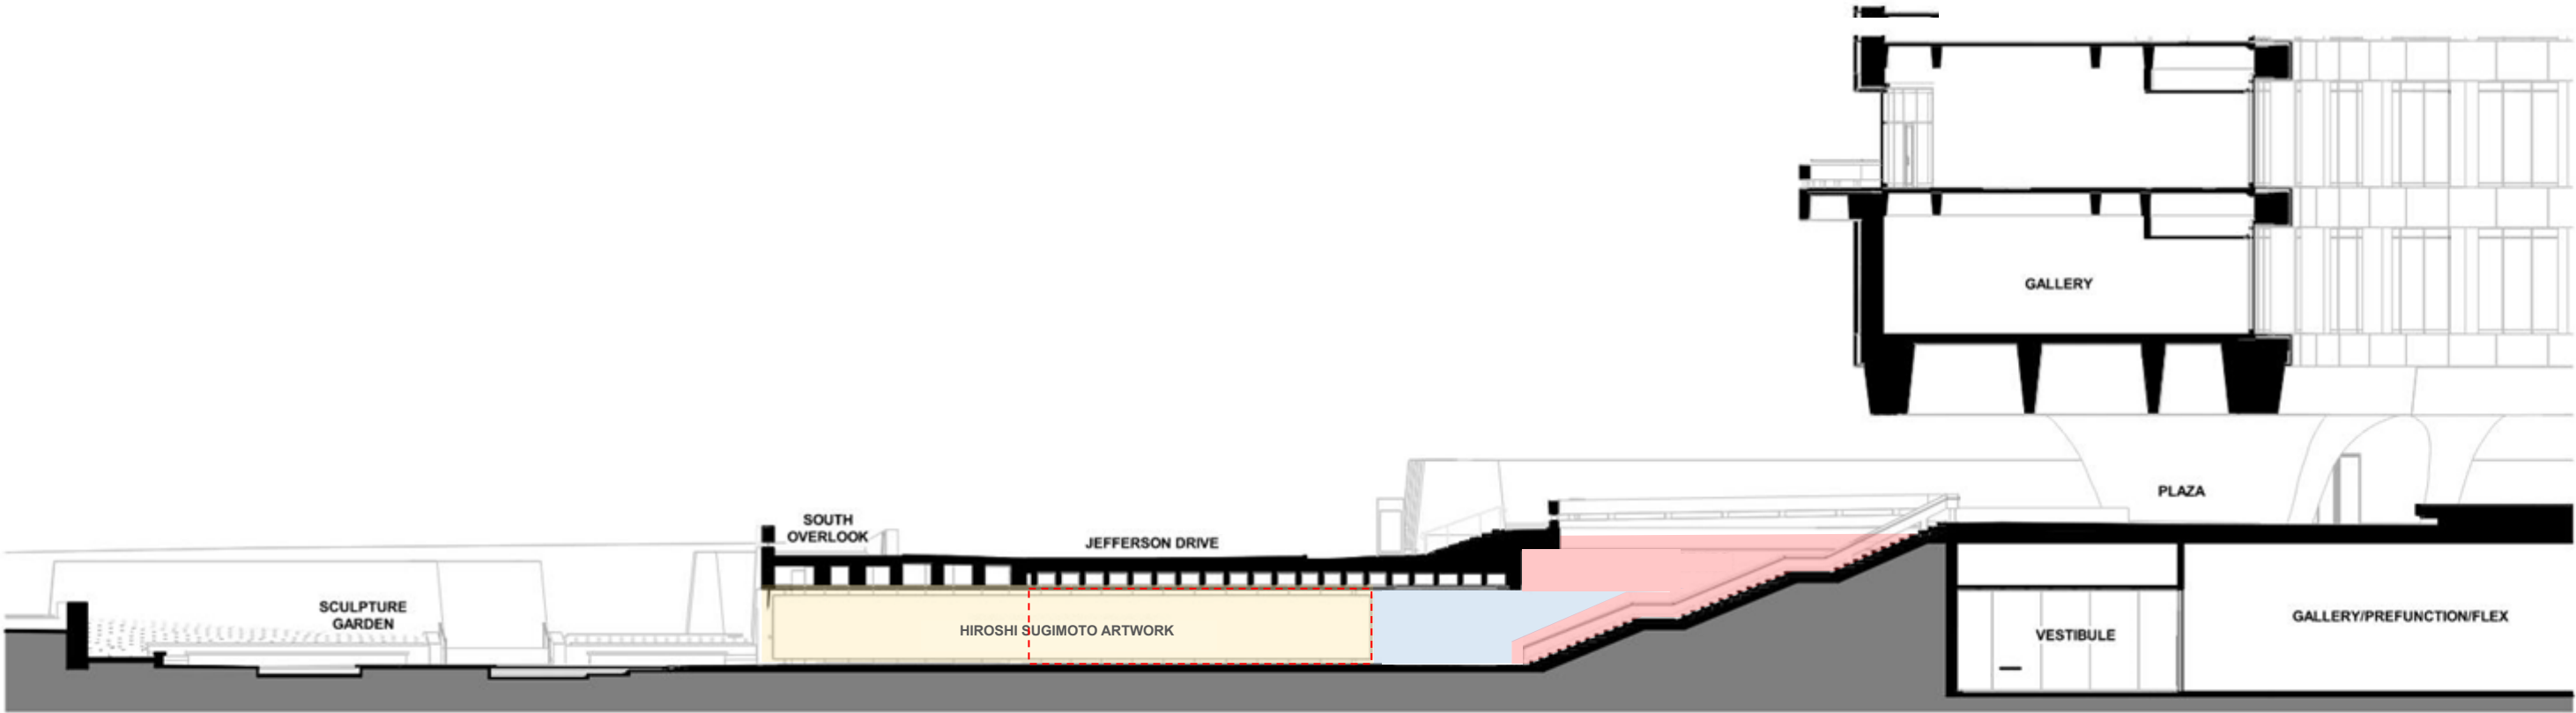 GALLERY
PLAZA
SOUTH
OVERLOOK
JEFFERSON DRIVE
SCULPTURE
GARDEN
HIROSHI SUGIMOTO ARTWORK
VESTIBULE
GALLERY/PREFUNCTION/FLEX